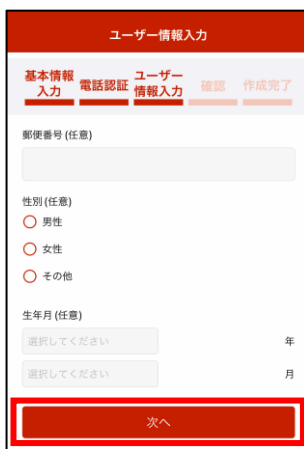 ユーザー情報入力
基本情報入力 電話認証 ユーザー情報入力 確認 作成完了
郵便番号 (任意)
性別 (任意)
男性
女性
その他
生年月 (任意)
選択してください 年
選択してください 月
次へ